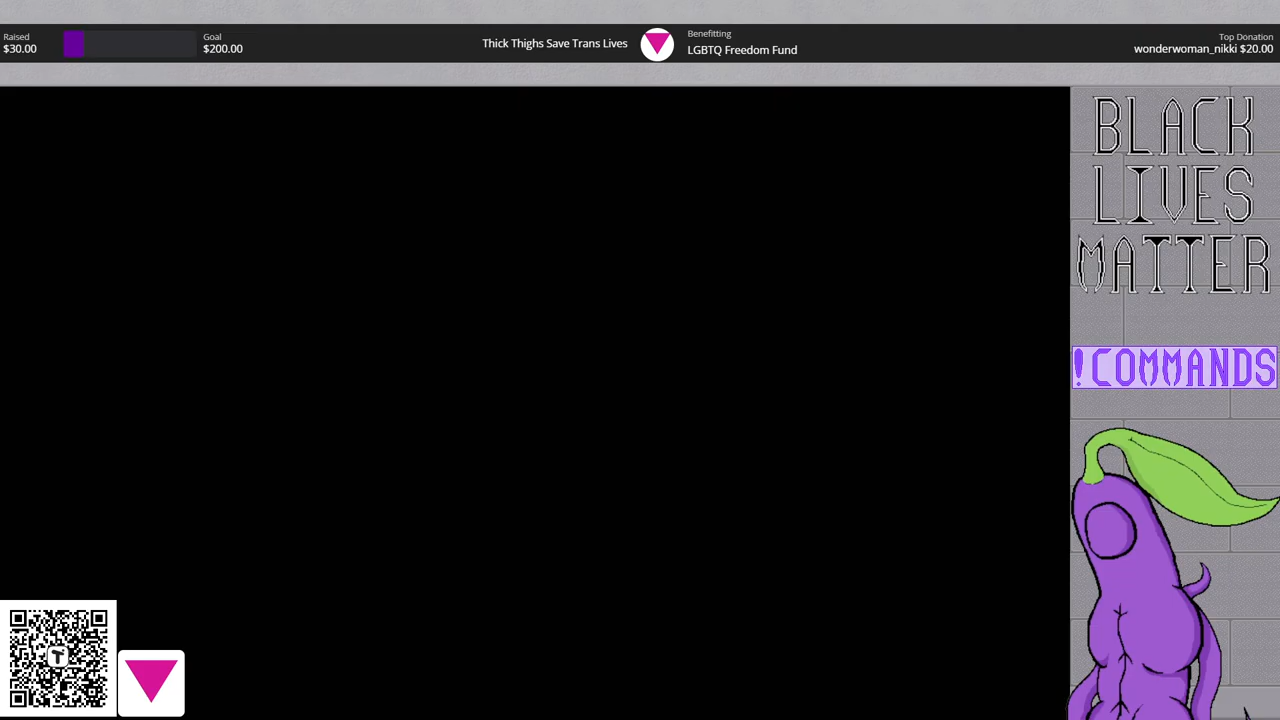 Raised
$30.00
Goal
$200.00
Thick Thighs Save Trans Lives
Benefitting
LGBTQ Freedom Fund
Top Donation
wonderwoman_nikki $20.00
BLACK
LIVES
MATTER
!COMMANDS
T